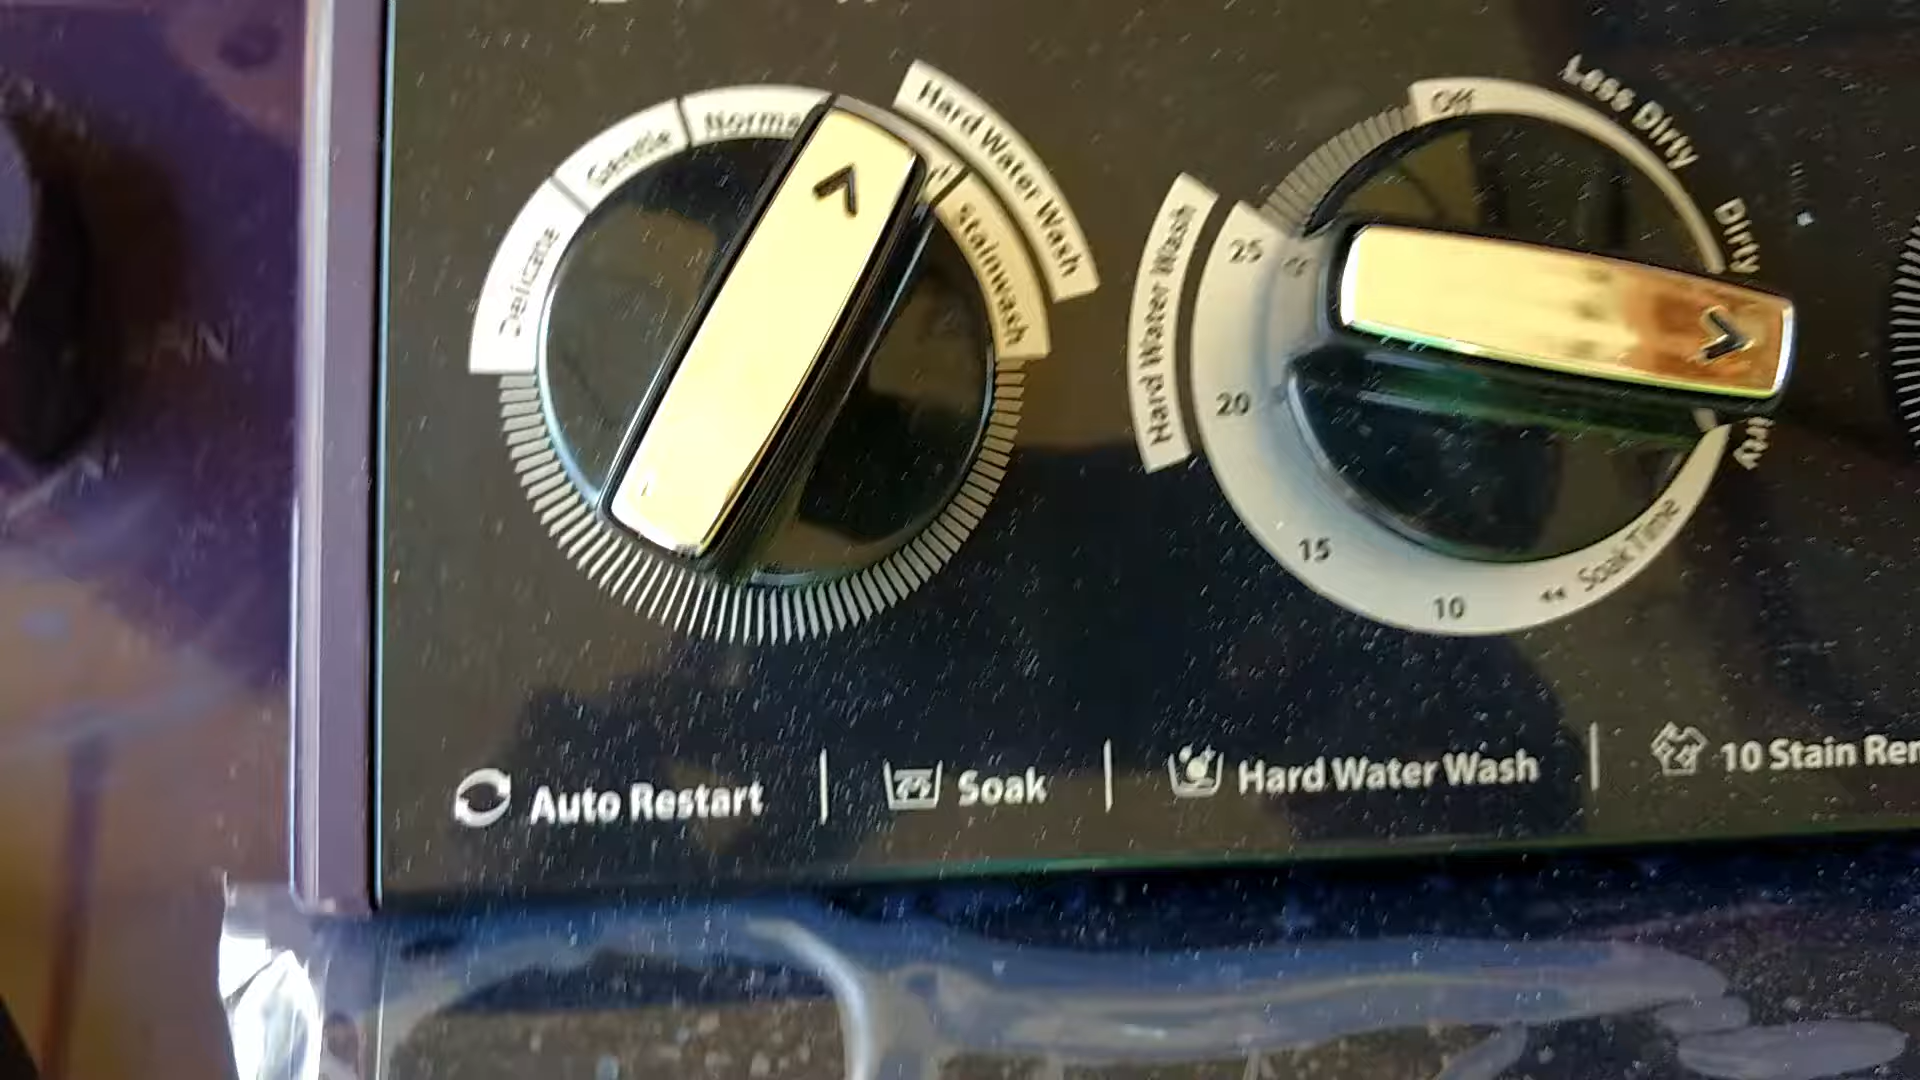 Delicate
Gentle
Norma
Stainwash
Hard Water Wash
Off
Less Dirty
Dirty
rty
Soak Time
10
15
20
25
Hard Water Wash
Auto Restart
Soak
Hard Water Wash
10 Stain Rem